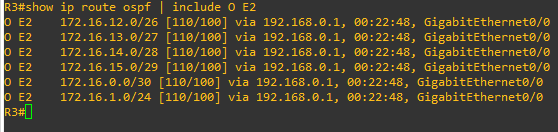 R3#show ip route ospf | include O E2
O E2     172.16.12.0/26 [110/100] via 192.168.0.1, 00:22:48, GigabitEthernet0/0
O E2     172.16.13.0/27 [110/100] via 192.168.0.1, 00:22:48, GigabitEthernet0/0
O E2     172.16.14.0/28 [110/100] via 192.168.0.1, 00:22:48, GigabitEthernet0/0
O E2     172.16.15.0/29 [110/100] via 192.168.0.1, 00:22:48, GigabitEthernet0/0
O E2     172.16.0.0/30 [110/100] via 192.168.0.1, 00:22:48, GigabitEthernet0/0
O E2     172.16.1.0/24 [110/100] via 192.168.0.1, 00:22:48, GigabitEthernet0/0
R3#